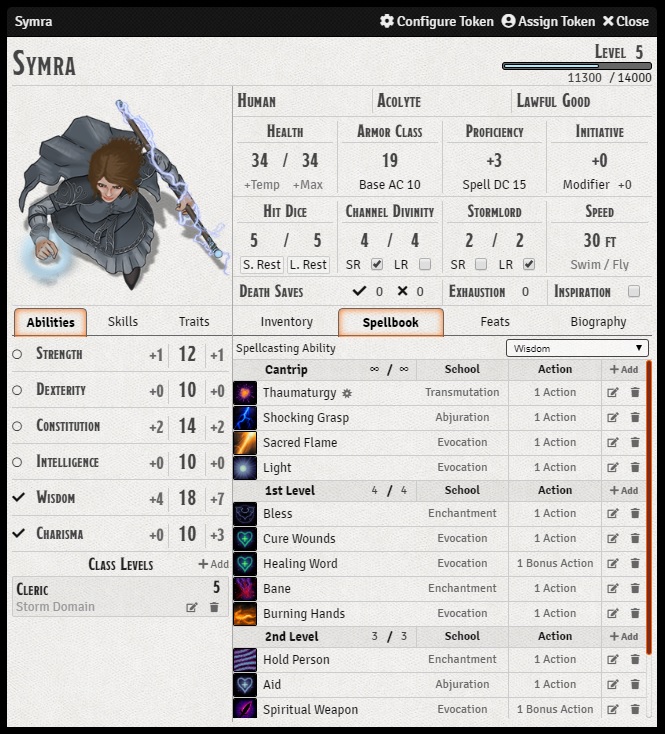 Symra Configure Token Assign Token Close
Symra
Level 5
11300 / 14000
Human Acolyte Lawful Good
Health Armor Class Proficiency Initiative
34 / 34 19 +3 +0
+Temp +Max Base AC 10 Spell DC 15 Modifier +0
Hit Dice Channel Divinity Stormlord Speed
5 / 5 4 / 4 2 / 2 30 ft
S. Rest L. Rest SR LR SR LR Swim / Fly
Death Saves 0 0 Exhaustion 0 Inspiration
Abilities Skills Traits
Strength +1 12 +1
Dexterity +0 10 +0
Constitution +2 14 +2
Intelligence +0 10 +0
Wisdom +4 18 +7
Charisma +0 10 +3
Class Levels + Add
Cleric 5
Storm Domain
Inventory Spellbook Feats Biography
Spellcasting Ability Wisdom
Cantrip ∞ / ∞ School Action + Add
Thaumaturgy Transmutation 1 Action
Shocking Grasp Abjuration 1 Action
Sacred Flame Evocation 1 Action
Light Evocation 1 Action
1st Level 4 / 4 School Action + Add
Bless Enchantment 1 Action
Cure Wounds Evocation 1 Action
Healing Word Evocation 1 Bonus Action
Bane Enchantment 1 Action
Burning Hands Evocation 1 Action
2nd Level 3 / 3 School Action + Add
Hold Person Enchantment 1 Action
Aid Abjuration 1 Action
Spiritual Weapon Evocation 1 Bonus Action